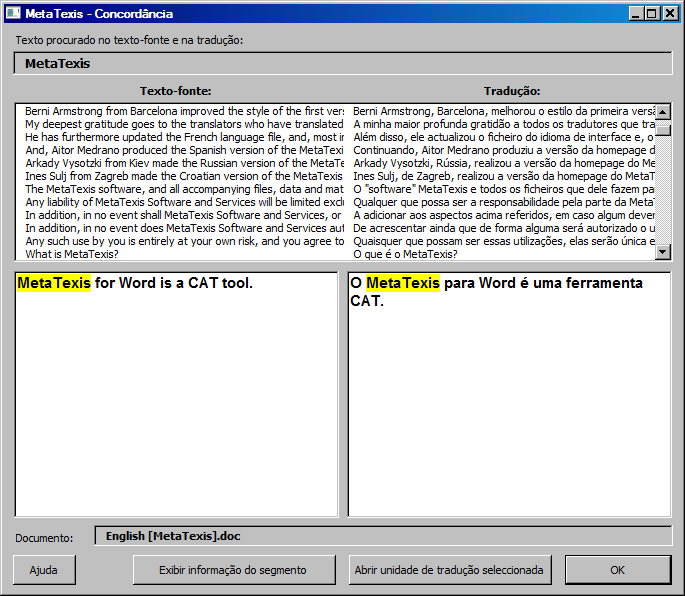 MetaTexis - Concordância
Texto procurado no texto-fonte e na tradução:
MetaTexis
Texto-fonte:
Tradução:
Berni Armstrong from Barcelona improved the style of the first vers
My deepest gratitude goes to the translators who have translated
He has furthermore updated the French language file, and, most in
And, Aitor Medrano produced the Spanish version of the MetaTexi
Arkady Vysotzki from Kiev made the Russian version of the MetaTe
Ines Sulj from Zagreb made the Croatian version of the MetaTexis
The MetaTexis software, and all accompanying files, data and mat
Any liability of MetaTexis Software and Services will be limited exclu
In addition, in no event shall MetaTexis Software and Services, or
In addition, in no event does MetaTexis Software and Services aut
Any such use by you is entirely at your own risk, and you agree to
What is MetaTexis?
Berni Armstrong, Barcelona, melhorou o estilo da primeira versã
A minha maior profunda gratidão a todos os tradutores que tra
Além disso, ele actualizou o ficheiro do idioma de interface e, o
Continuando, Aitor Medrano produziu a versão da homepage d
Arkady Vysotzki, Rússia, realizou a versão da homepage do Me
Ines Sulj, de Zagreb, realizou a versão da homepage do MetaT
O "software" MetaTexis e todos os ficheiros que dele fazem pa
Qualquer que possa ser a responsabilidade pela parte da Meta
A adicionar aos aspectos acima referidos, em caso algum dever
De acrescentar ainda que de forma alguma será autorizado o u
Quaisquer que possam ser essas utilizações, elas serão única e
O que é o MetaTexis?
MetaTexis for Word is a CAT tool.
O MetaTexis para Word é uma ferramenta
CAT.
Documento:
English [MetaTexis].doc
Ajuda
Exibir informação do segmento
Abrir unidade de tradução seleccionada
OK